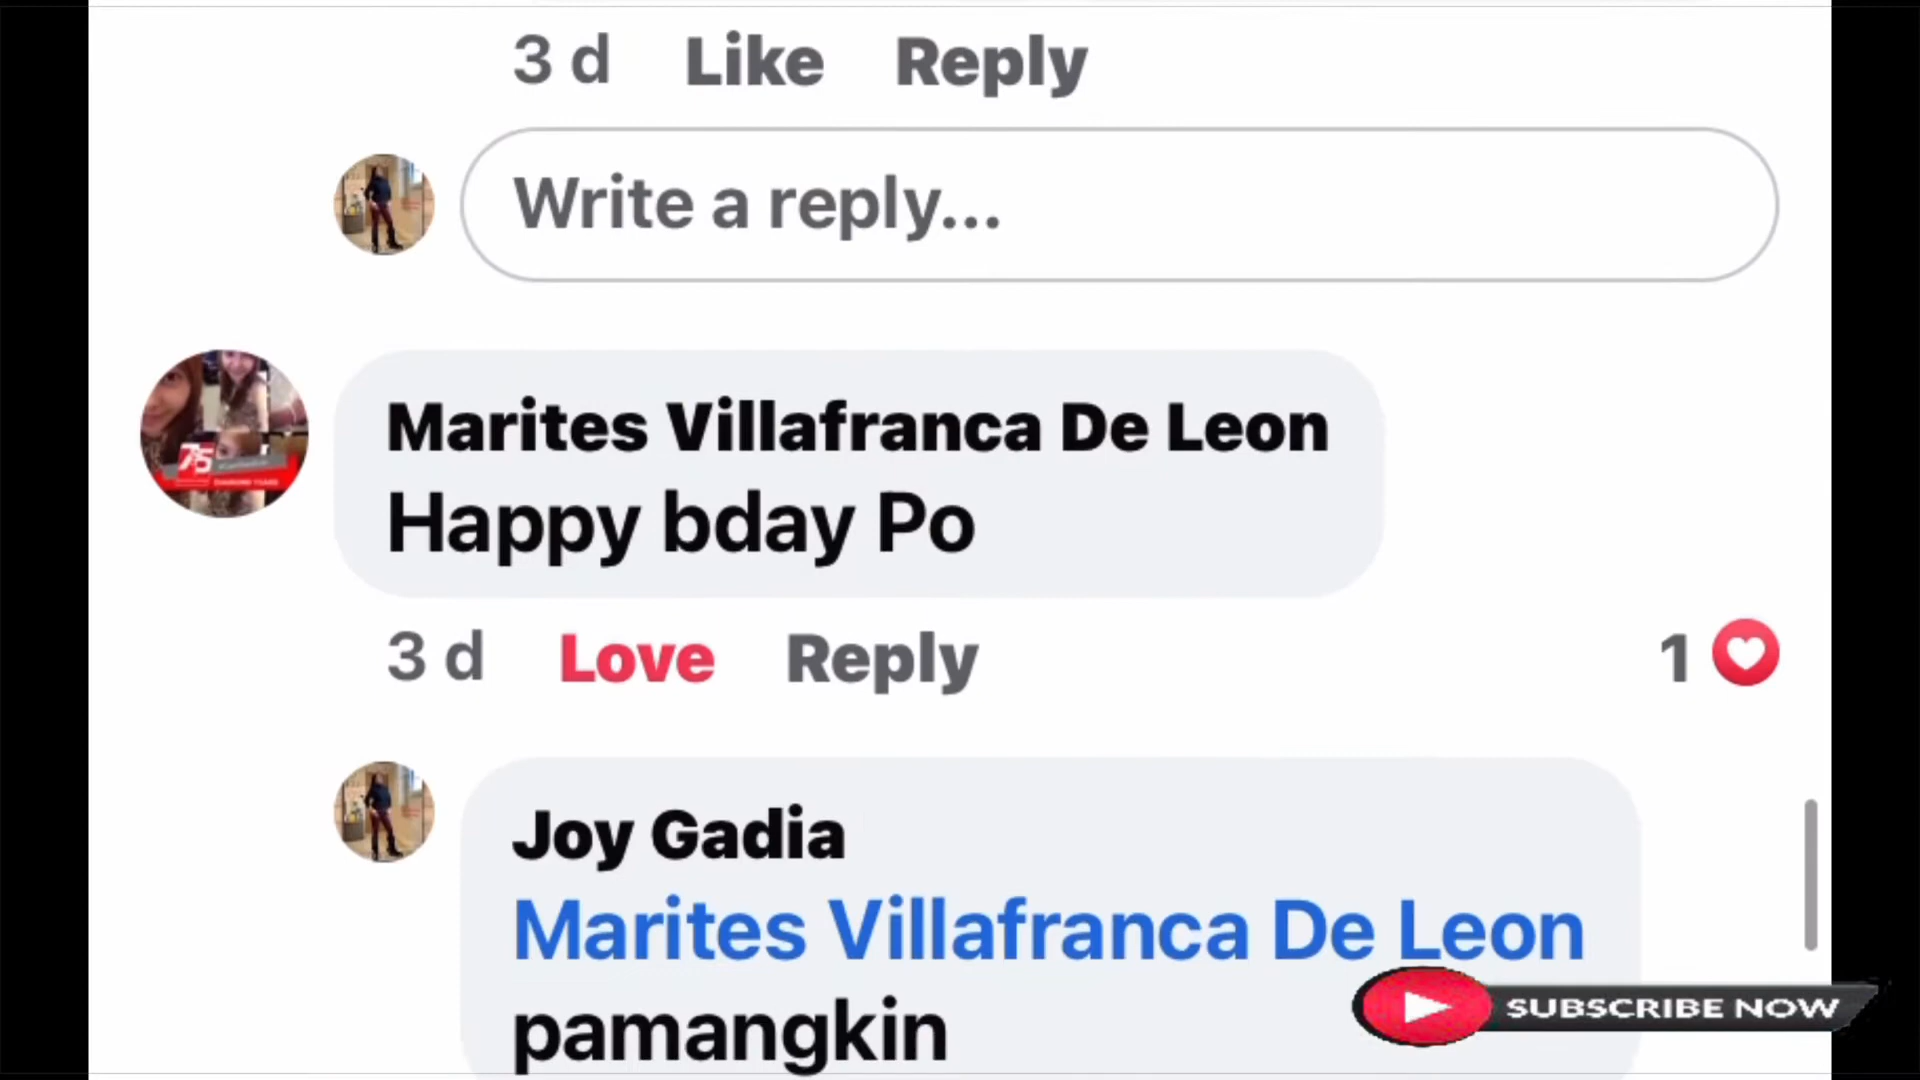 3 d Like Reply
Write a reply...
Marites Villafranca De Leon
Happy bday Po
3 d Love Reply
1
Joy Gadia
Marites Villafranca De Leon
pamangkin
SUBSCRIBE NOW
75